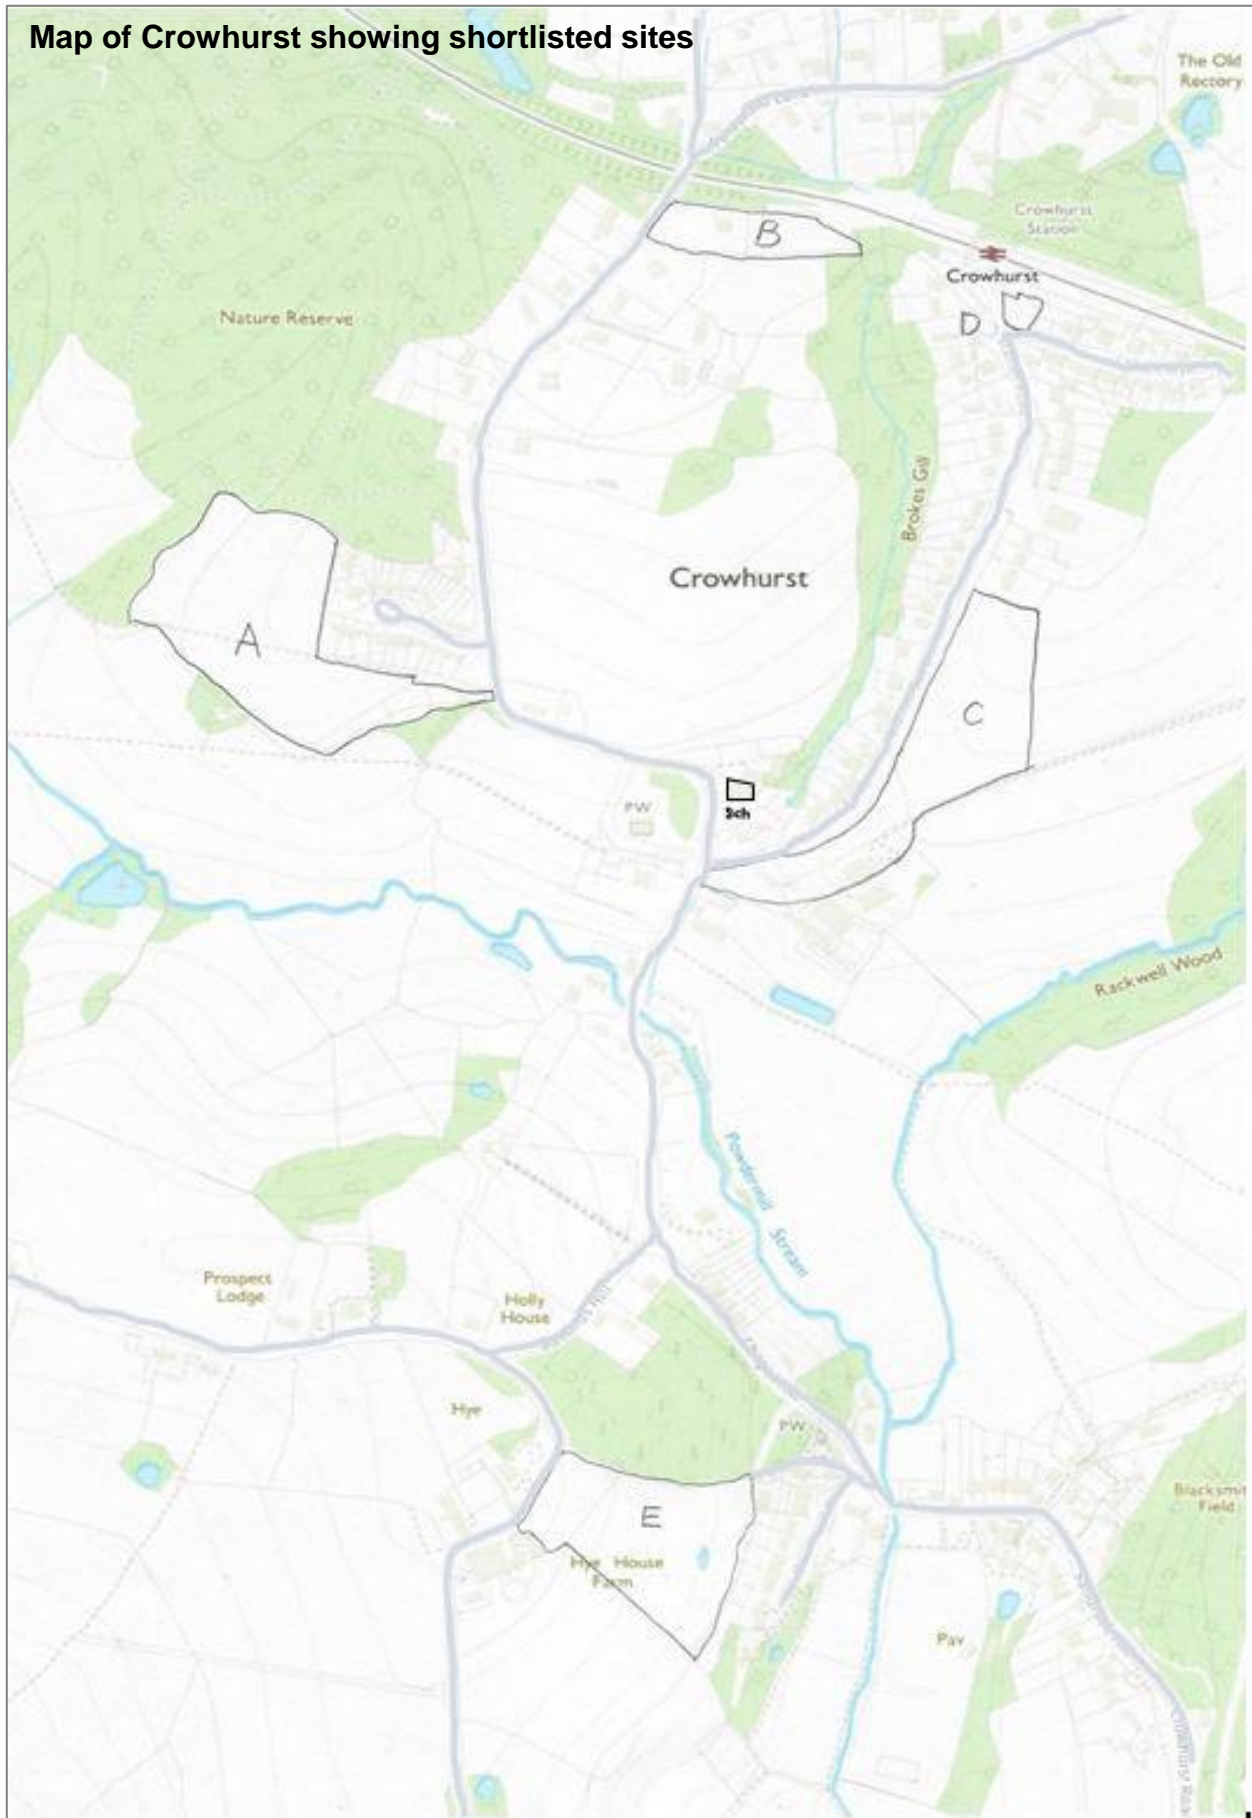 Map of Crowhurst showing shortlisted sites
The Old
Rectory
Crowhurst
Station
B
Crowhurst
D
Nature Reserve
Brokes Gill
Crowhurst
A
C
PW
Sch
Rackwell Wood
Powdermill Stream
Prospect
Lodge
Holly
House
Hye
PW
E
Hye House
Farm
Field
Pav